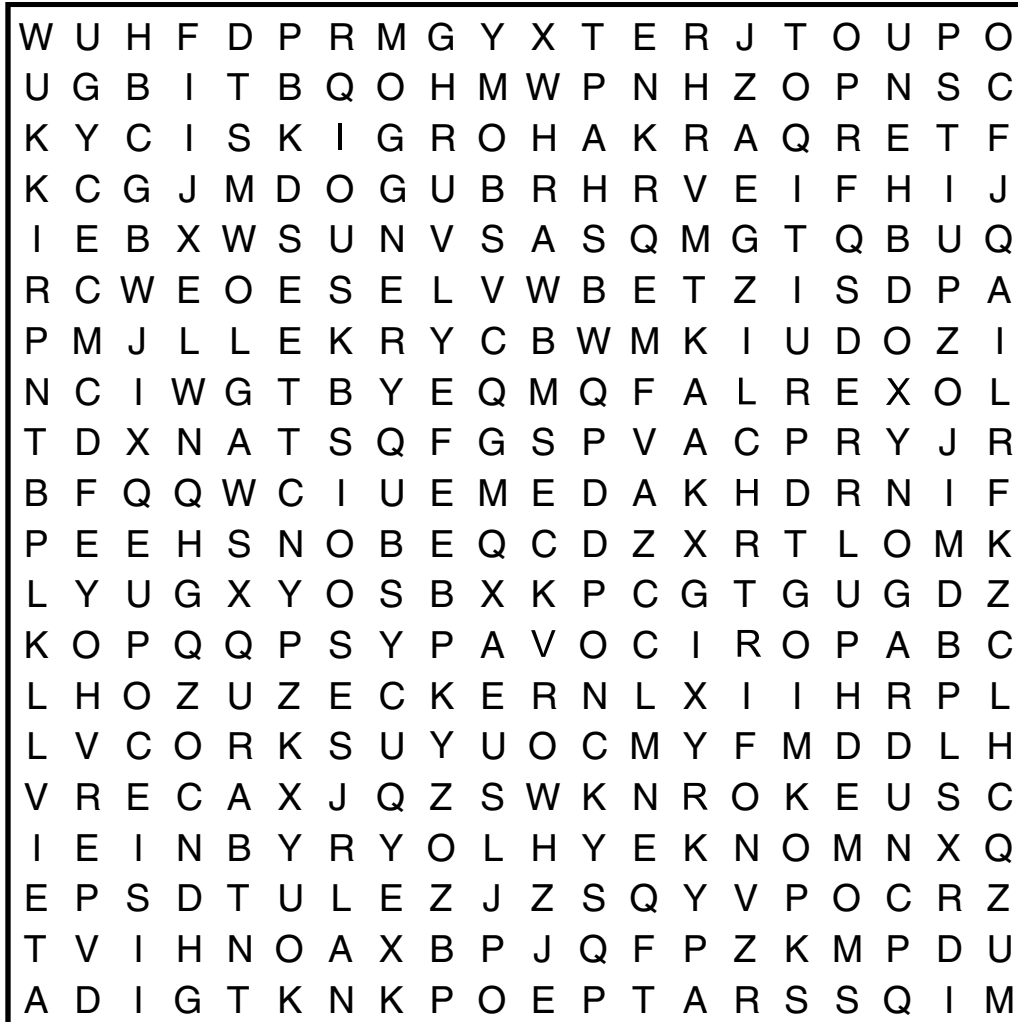 W U H F D P R M G Y X T E R J T O U P O
U G B I T B Q O H M W P N H Z O P N S C
K Y C I S K I G R O H A K R A Q R E T F
K C G J M D O G U B R H R V E I F H I J
I E B X W S U N V S A S Q M G T Q B U Q
R C W E O E S E L V W B E T Z I S D P A
P M J L L E K R Y C B W M K I U D O Z I
N C I W G T B Y E Q M Q F A L R E X O L
T D X N A T S Q F G S P V A C P R Y J R
B F Q Q W C I U E M E D A K H D R N I F
P E E H S N O B E Q C D Z X R T L O M K
L Y U G X Y O S B X K P C G T G U G D Z
K O P Q Q P S Y P A V O C I R O P A B C
L H O Z U Z E C K E R N L X I I H R P L
L V C O R K S U Y U O C M Y F M D D L H
V R E C A X J Q Z S W K N R O K E U S C
I E I N B Y R Y O L H Y E K N O M N X Q
E P S D T U L E Z J Z S Q Y V P O C R Z
T V I H N O A X B P J Q F P Z K M P D U
A D I G T K N K P O E P T A R S S Q I M